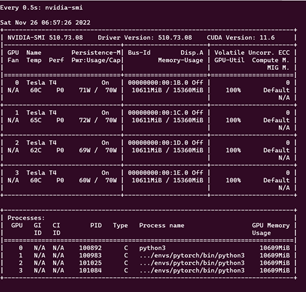 Every 0.5s: nvidia-smi
Sat Nov 26 06:57:26 2022
NVIDIA-SMI 510.73.08    Driver Version: 510.73.08    CUDA Version: 11.6
GPU  Name        Persistence-M| Bus-Id        Disp.A | Volatile Uncorr. ECC
Fan  Temp  Perf  Pwr:Usage/Cap|         Memory-Usage | GPU-Util  Compute M.
MIG M.
0  Tesla T4            On   | 00000000:00:1B.0 Off |                    0
N/A   60C    P0    71W /  70W |  10611MiB / 15360MiB |    100%      Default
N/A
1  Tesla T4            On   | 00000000:00:1C.0 Off |                    0
N/A   65C    P0    72W /  70W |  10611MiB / 15360MiB |    100%      Default
N/A
2  Tesla T4            On   | 00000000:00:1D.0 Off |                    0
N/A   62C    P0    69W /  70W |  10611MiB / 15360MiB |    100%      Default
N/A
3  Tesla T4            On   | 00000000:00:1E.0 Off |                    0
N/A   60C    P0    60W /  70W |  10611MiB / 15360MiB |    100%      Default
N/A
Processes:
GPU   GI   CI        PID   Type   Process name                  GPU Memory
ID   ID                                                   Usage
0   N/A  N/A    100892      C   python3                         10609MiB
1   N/A  N/A    100983      C   .../envs/pytorch/bin/python3    10609MiB
2   N/A  N/A    101025      C   .../envs/pytorch/bin/python3    10609MiB
3   N/A  N/A    101084      C   .../envs/pytorch/bin/python3    10609MiB